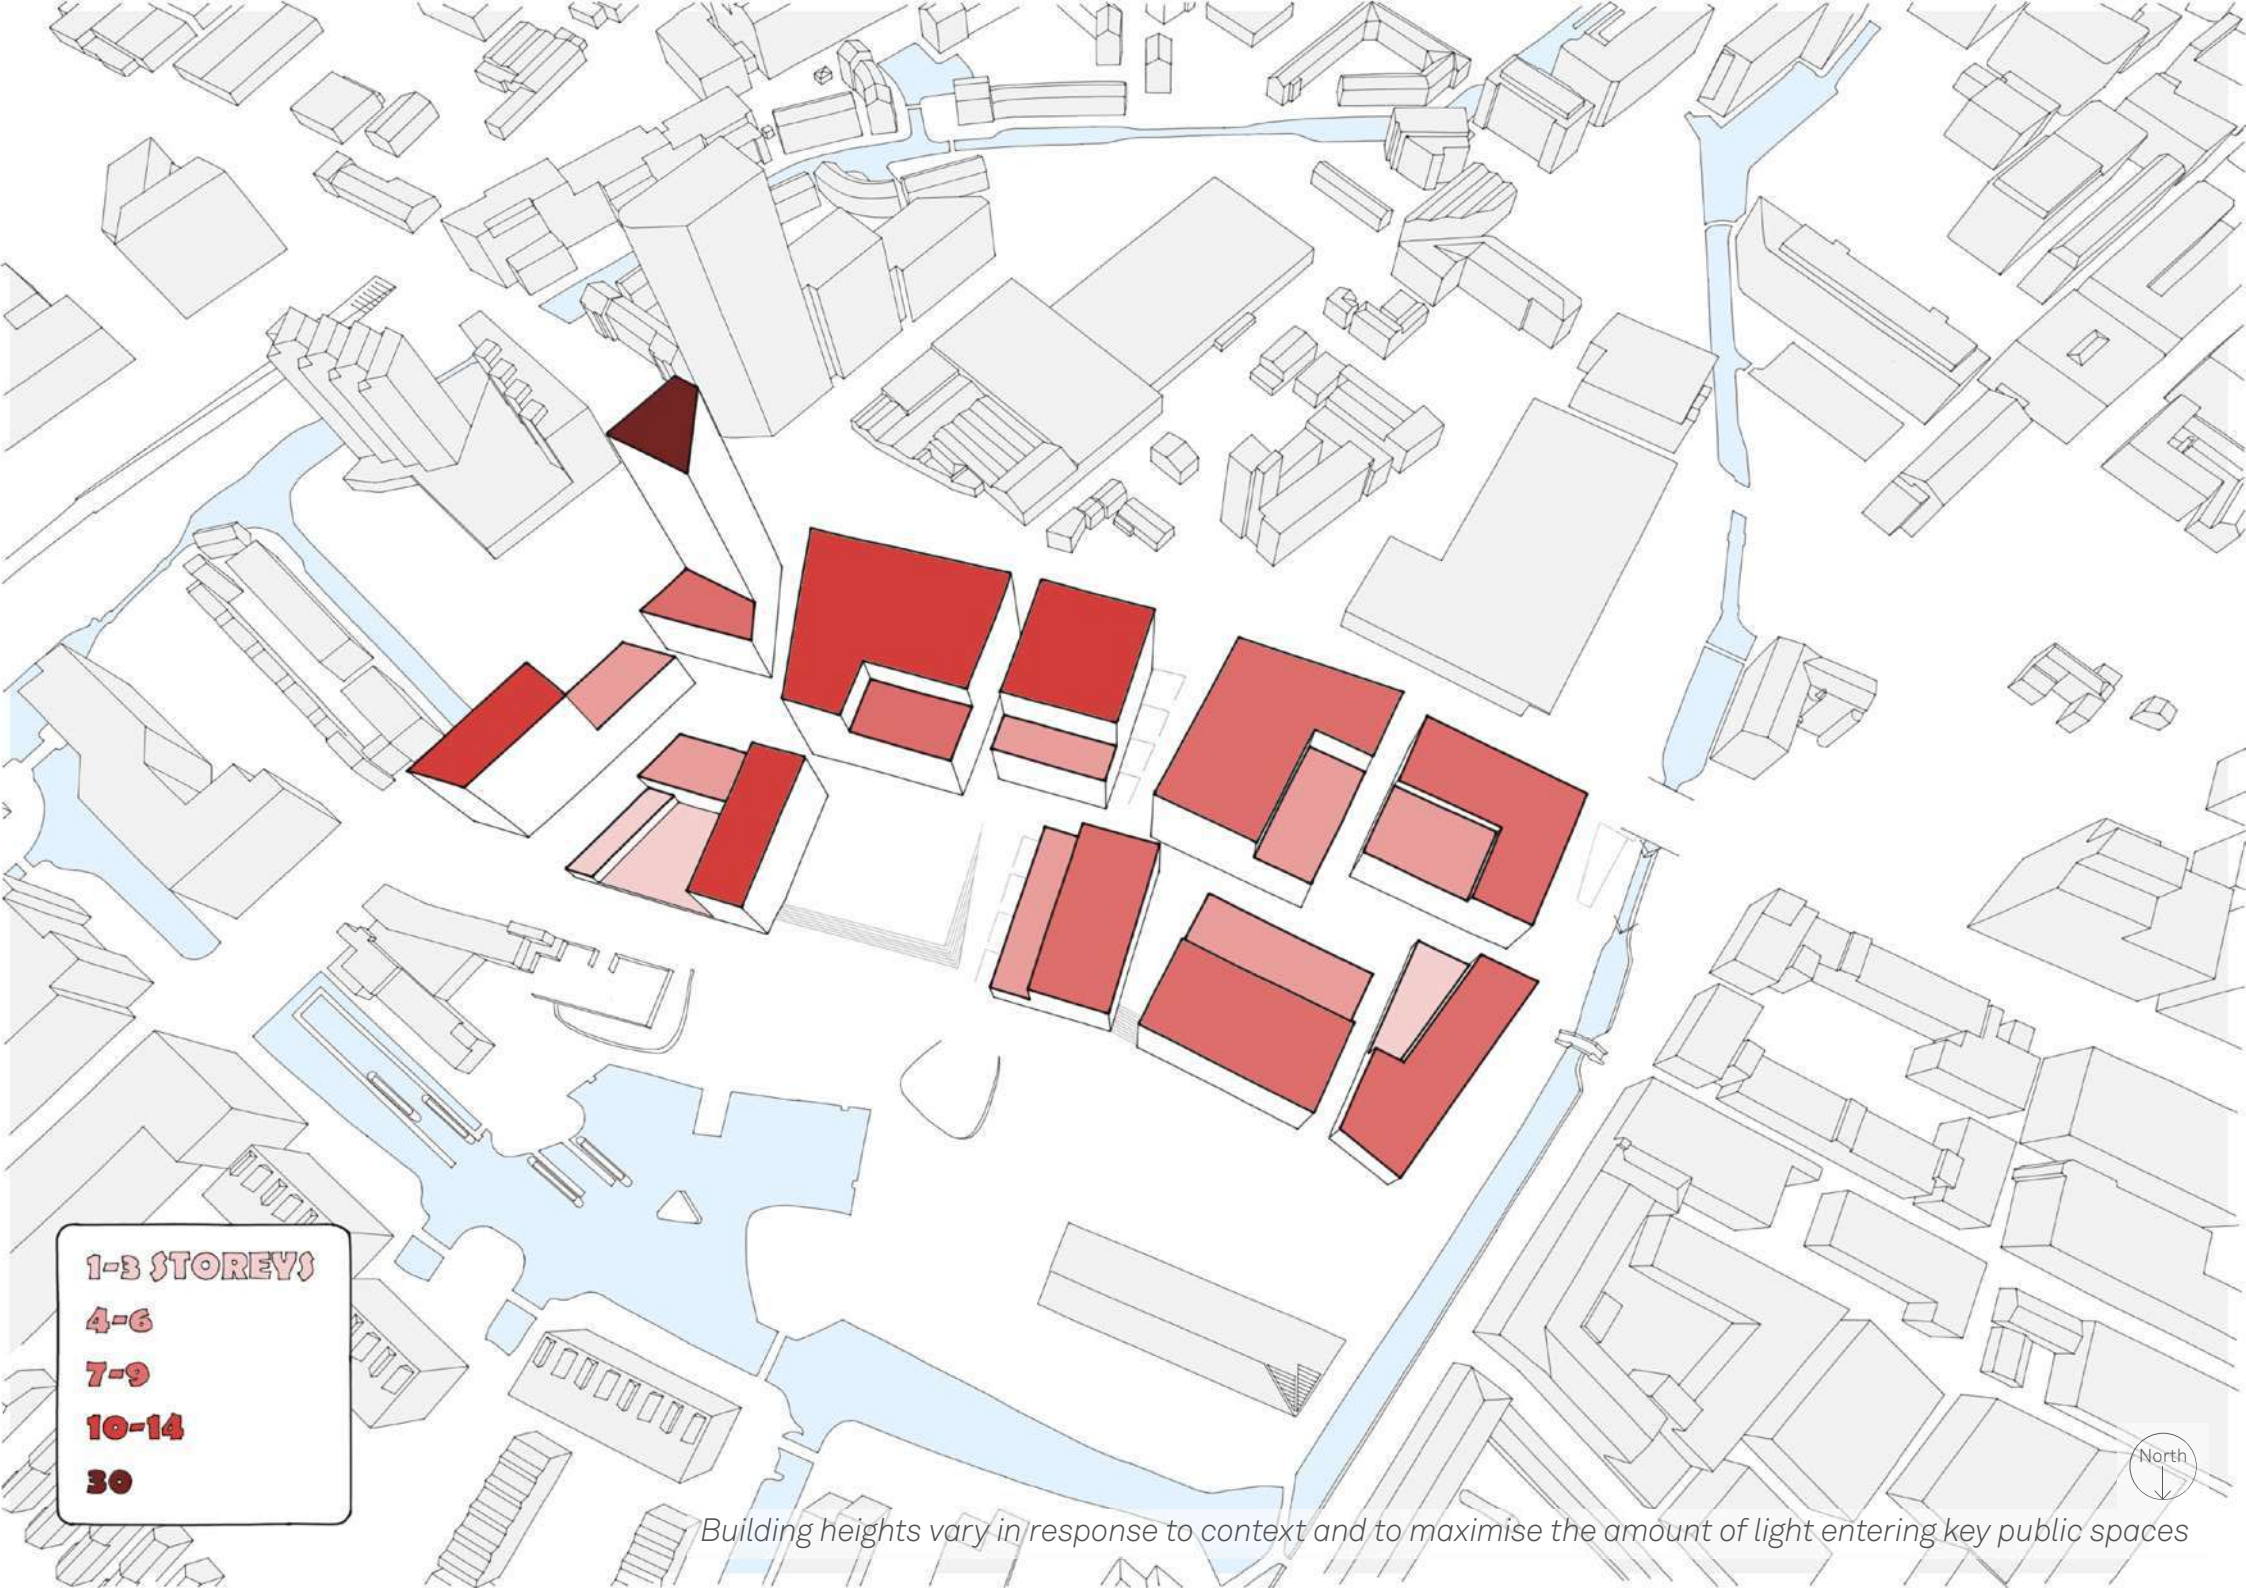 1-3 STOREYS
4-6
7-9
10-14
30
North
Building heights vary in response to context and to maximise the amount of light entering key public spaces